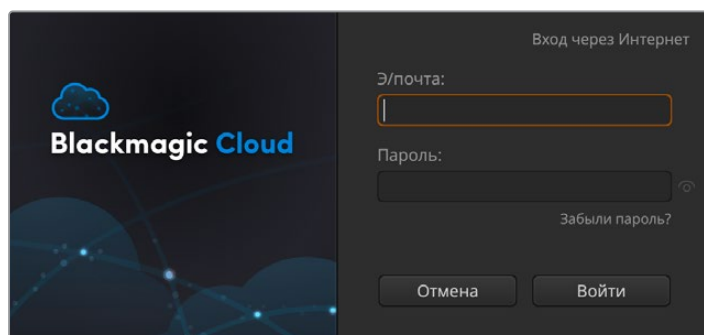 Blackmagic Cloud
Вход через Интернет
Э/почта:
Пароль:
Забыли пароль?
Отмена
Войти